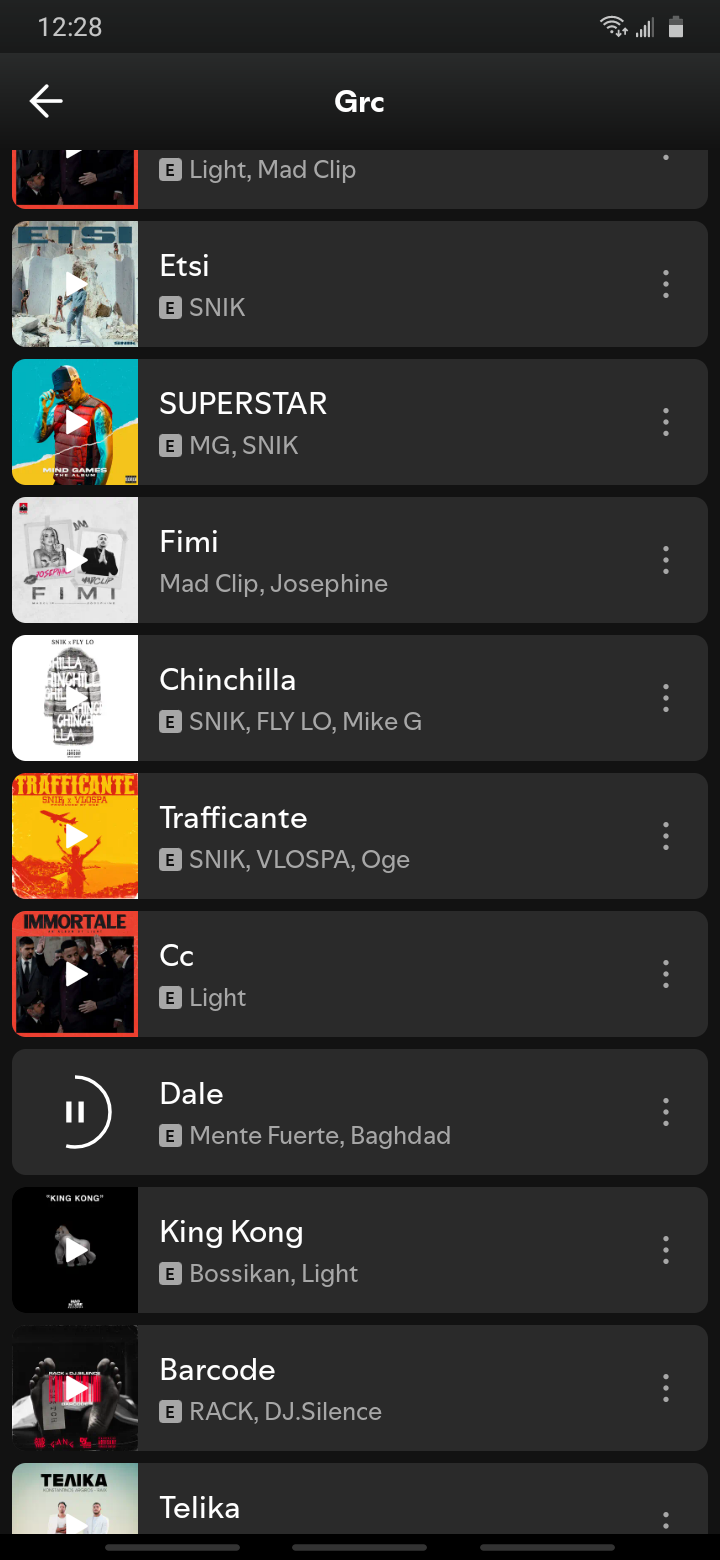 12:28
Grc
E Light, Mad Clip
ETSI
Etsi
E SNIK
SUPERSTAR
E MG, SNIK
MIND GAMES
THE ALBUM
Fimi
Mad Clip, Josephine
JOSEPHINE
FIMI
SNIK x FLY LO
Chinchilla
E SNIK, FLY LO, Mike G
TRAFFICANTE
SNIK x VLOSPA
Trafficante
E SNIK, VLOSPA, Oge
IMMORTALE
Cc
E Light
Dale
E Mente Fuerte, Baghdad
"KING KONG"
King Kong
E Bossikan, Light
Barcode
E RACK, DJ.Silence
RACK x DJ.SILENCE
ΤΕΛΙΚΑ
Telika